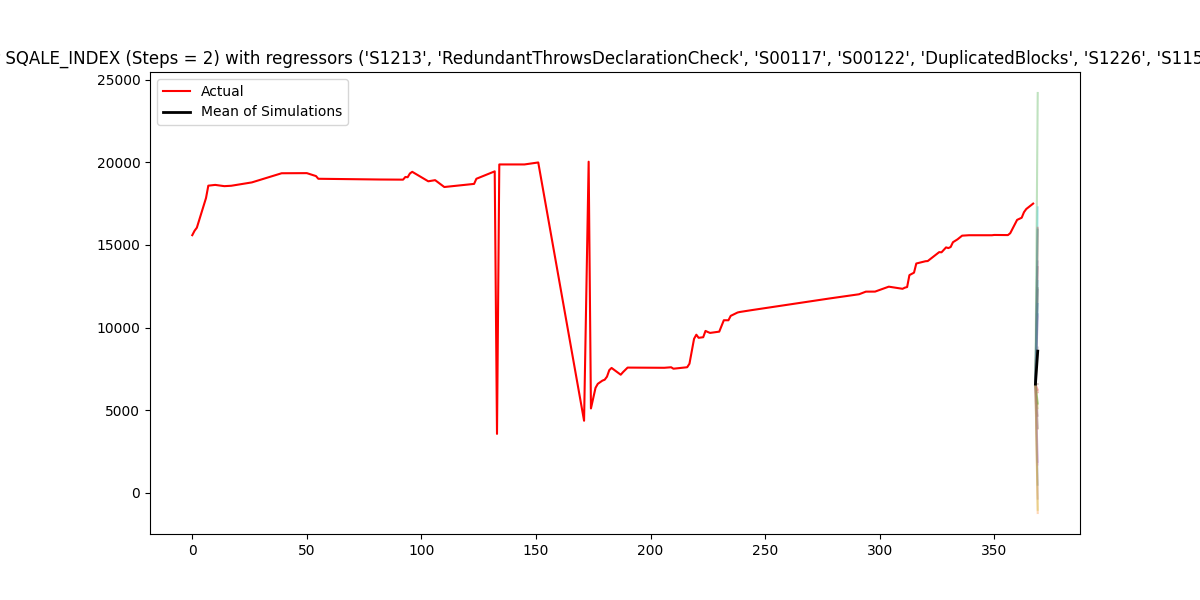 SQALE_INDEX (Steps = 2) with regressors ('S1213', 'RedundantThrowsDeclarationCheck', 'S00117', 'S00122', 'DuplicatedBlocks', 'S1226', 'S115
25000
20000
15000
10000
5000
0
Actual
Mean of Simulations
0 50 100 150 200 250 300 350